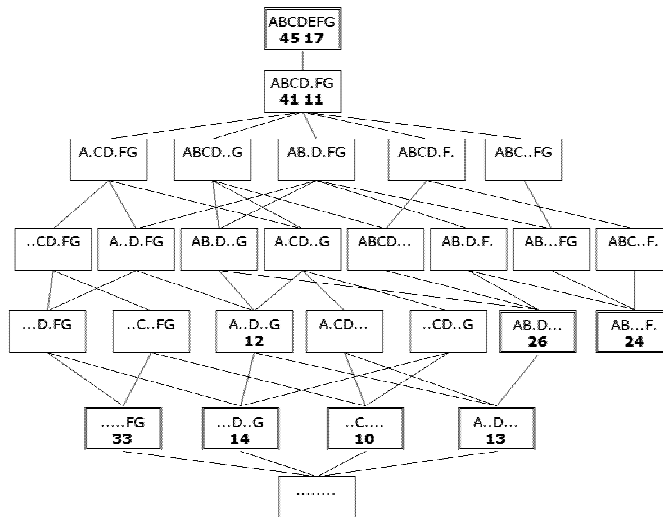 ABCDEFG
45 17
ABCD.FG
41 11
A.CD.FG
ABCD..G
AB.D.FG
ABCD.F.
ABC..FG
..CD.FG
A..D.FG
AB.D..G
A.CD..G
ABCD...
AB.D.F.
AB...FG
ABC..F.
...D.FG
..C..FG
A..D..G
12
A.CD...
..CD..G
AB.D...
26
AB...F.
24
.....FG
33
...D..G
14
..C....
10
A..D...
13
........